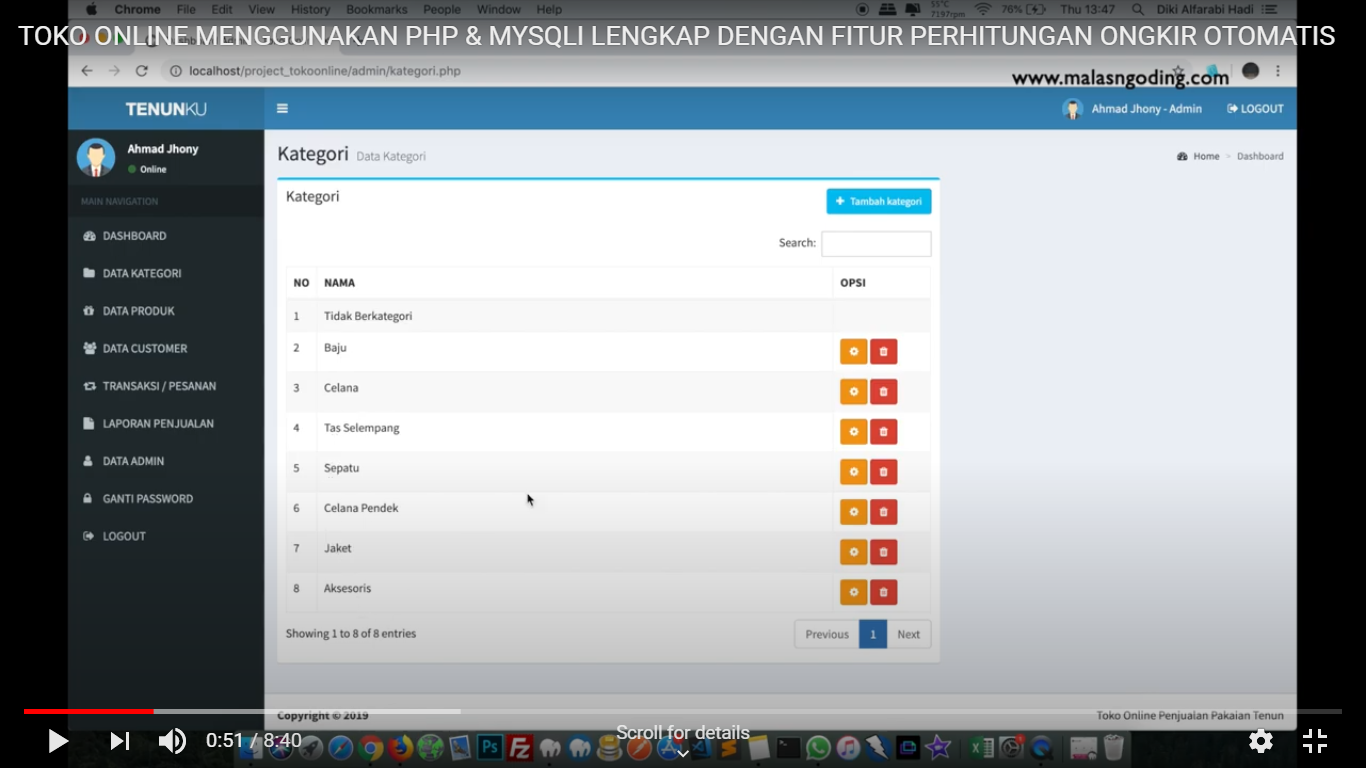 Chrome File Edit View History Bookmarks People Window Help 7197rpm 76% Thu 13:47 Diki Alfarabi Hadi
TOKO ONLINE MENGGUNAKAN PHP & MYSQLI LENGKAP DENGAN FITUR PERHITUNGAN ONGKIR OTOMATIS
localhost/project_tokoonline/admin/kategori.php
www.malasngoding.com
TENUNKU
Ahmad Jhony - Admin LOGOUT
Ahmad Jhony
Online
MAIN NAVIGATION
DASHBOARD
DATA KATEGORI
DATA PRODUK
DATA CUSTOMER
TRANSAKSI / PESANAN
LAPORAN PENJUALAN
DATA ADMIN
GANTI PASSWORD
LOGOUT
Kategori Data Kategori
Home > Dashboard
Kategori
+ Tambah kategori
Search:
NO NAMA OPSI
1 Tidak Berkategori
2 Baju
3 Celana
4 Tas Selempang
5 Sepatu
6 Celana Pendek
7 Jaket
8 Aksesoris
Showing 1 to 8 of 8 entries
Previous 1 Next
Copyright © 2019
Toko Online Penjualan Pakaian Tenun
Scroll for details
0:51 / 8:40
Ps
Fz